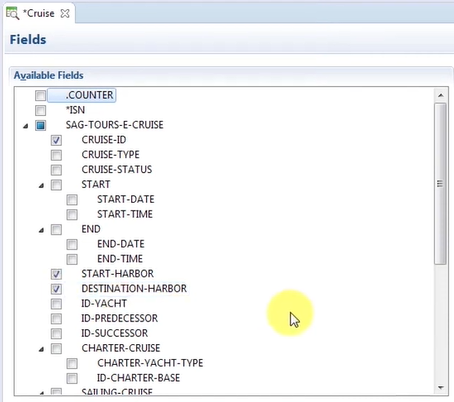 *Cruise
Fields
Available Fields
.COUNTER
*ISN
SAG-TOURS-E-CRUISE
CRUISE-ID
CRUISE-TYPE
CRUISE-STATUS
START
START-DATE
START-TIME
END
END-DATE
END-TIME
START-HARBOR
DESTINATION-HARBOR
ID-YACHT
ID-PREDECESSOR
ID-SUCCESSOR
CHARTER-CRUISE
CHARTER-YACHT-TYPE
ID-CHARTER-BASE
SAILING-CRUISE